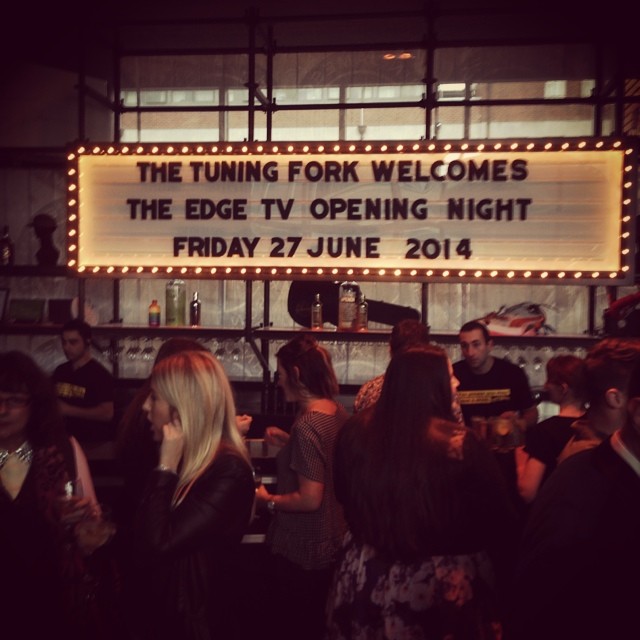 THE TUNING FORK WELCOMES
THE EDGE TV OPENING NIGHT
FRIDAY 27 JUNE 2014